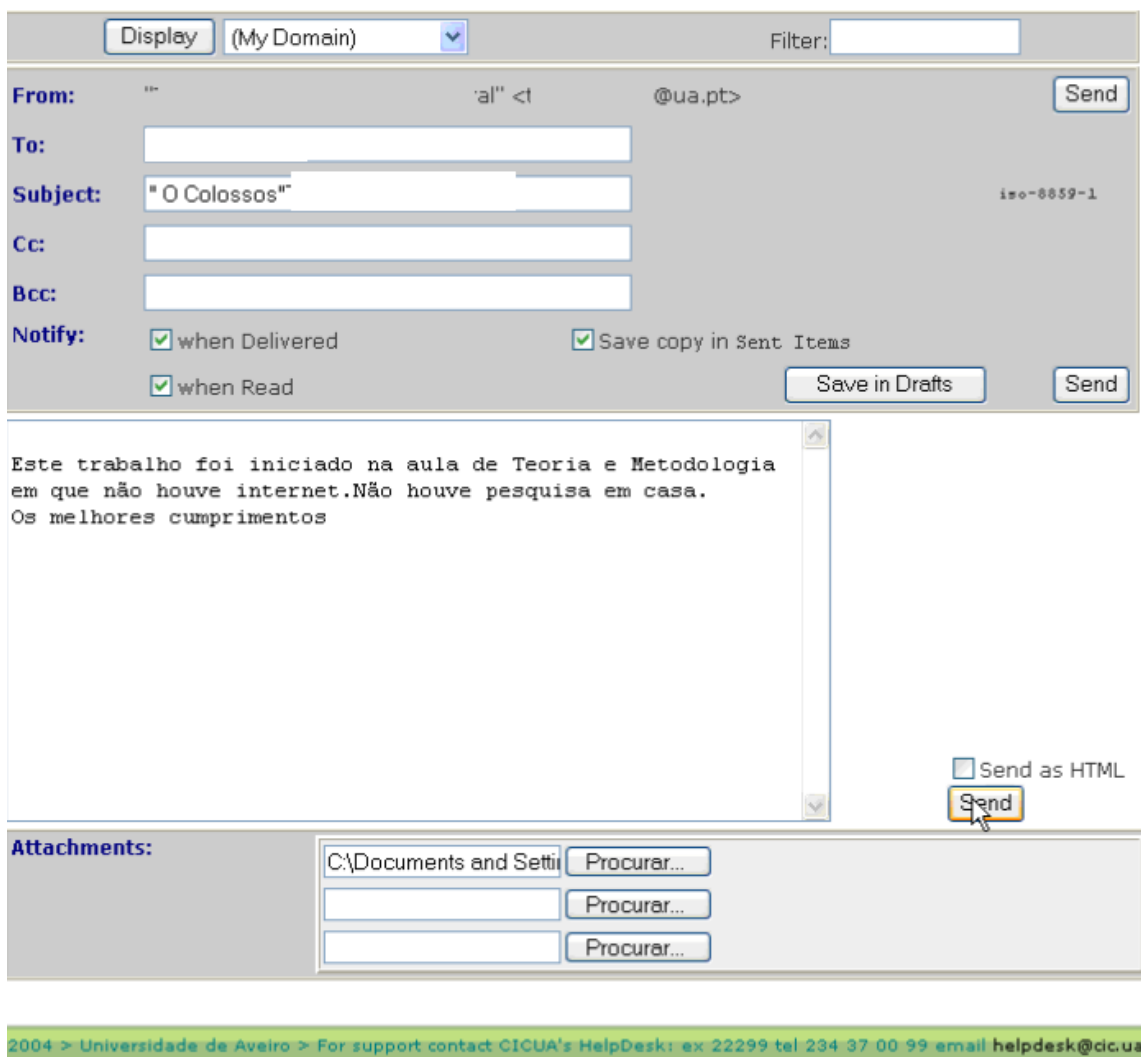 Display (My Domain) Filter:
From: al" <t @ua.pt> Send
To:
Subject: " O Colossos" iso-8859-1
Cc:
Bcc:
Notify: when Delivered Save copy in Sent Items
when Read Save in Drafts Send
Este trabalho foi iniciado na aula de Teoria e Metodologia
em que não houve internet.Não houve pesquisa em casa.
Os melhores cumprimentos
Send as HTML
Send
Attachments: C:\Documents and Settin Procurar...
Procurar...
Procurar...
2004 > Universidade de Aveiro > For support contact CICUA's HelpDesk: ex 22299 tel 234 37 00 99 email helpdesk@cic.ua